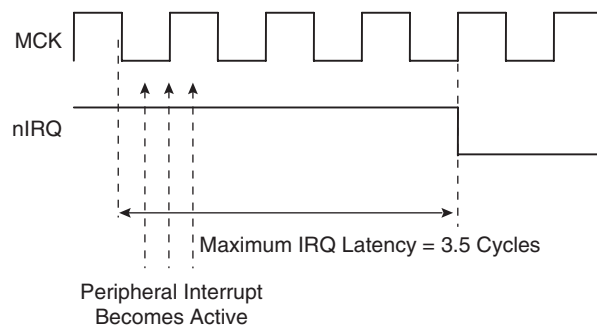 MCK
nIRQ
Maximum IRQ Latency = 3.5 Cycles
Peripheral Interrupt
Becomes Active